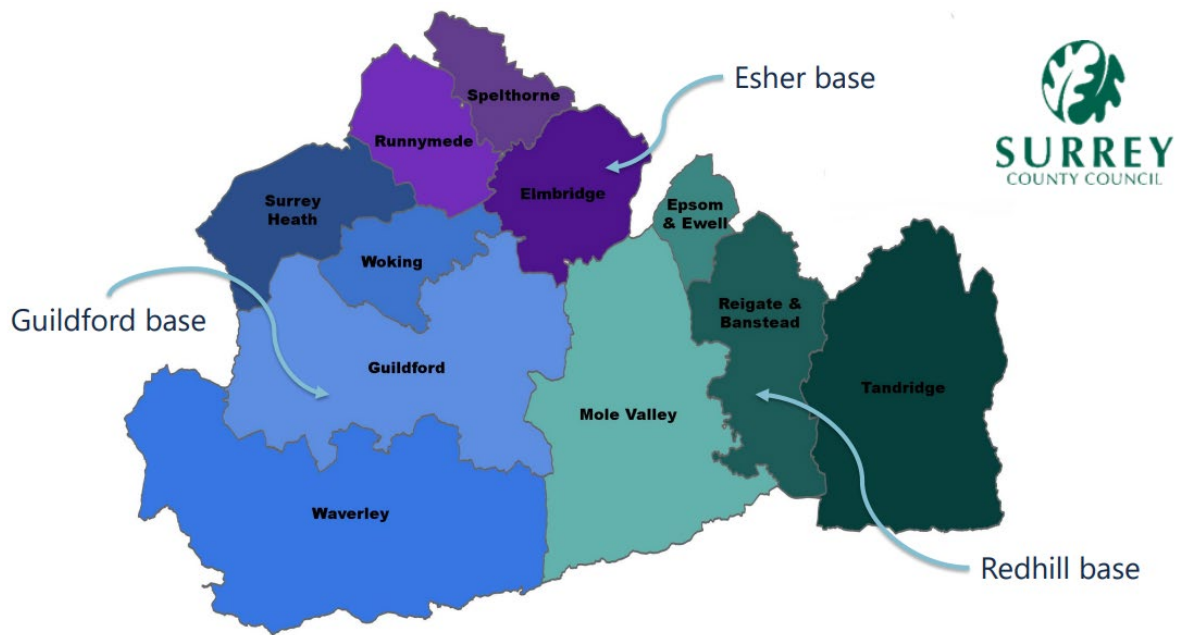 Esher base
SURREY
COUNTY COUNCIL
Spelthorne
Runnymede
Elmbridge
Surrey
Heath
Epsom
& Ewell
Woking
Guildford base
Reigate &
Banstead
Guildford
Mole Valley
Tandridge
Waverley
Redhill base